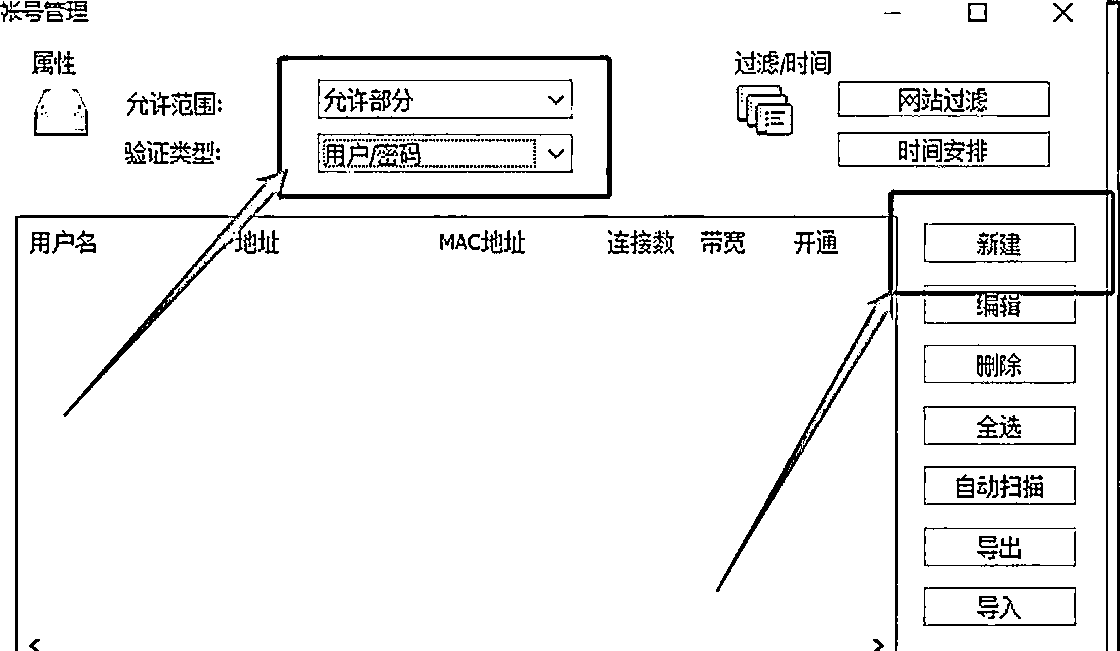 帐号管理
属性
过滤/时间
允许范围:
允许部分
网站过滤
验证类型:
用户/密码
时间安排
用户名
地址
MAC地址
连接数
带宽
开通
新建
编辑
删除
全选
自动扫描
导出
导入